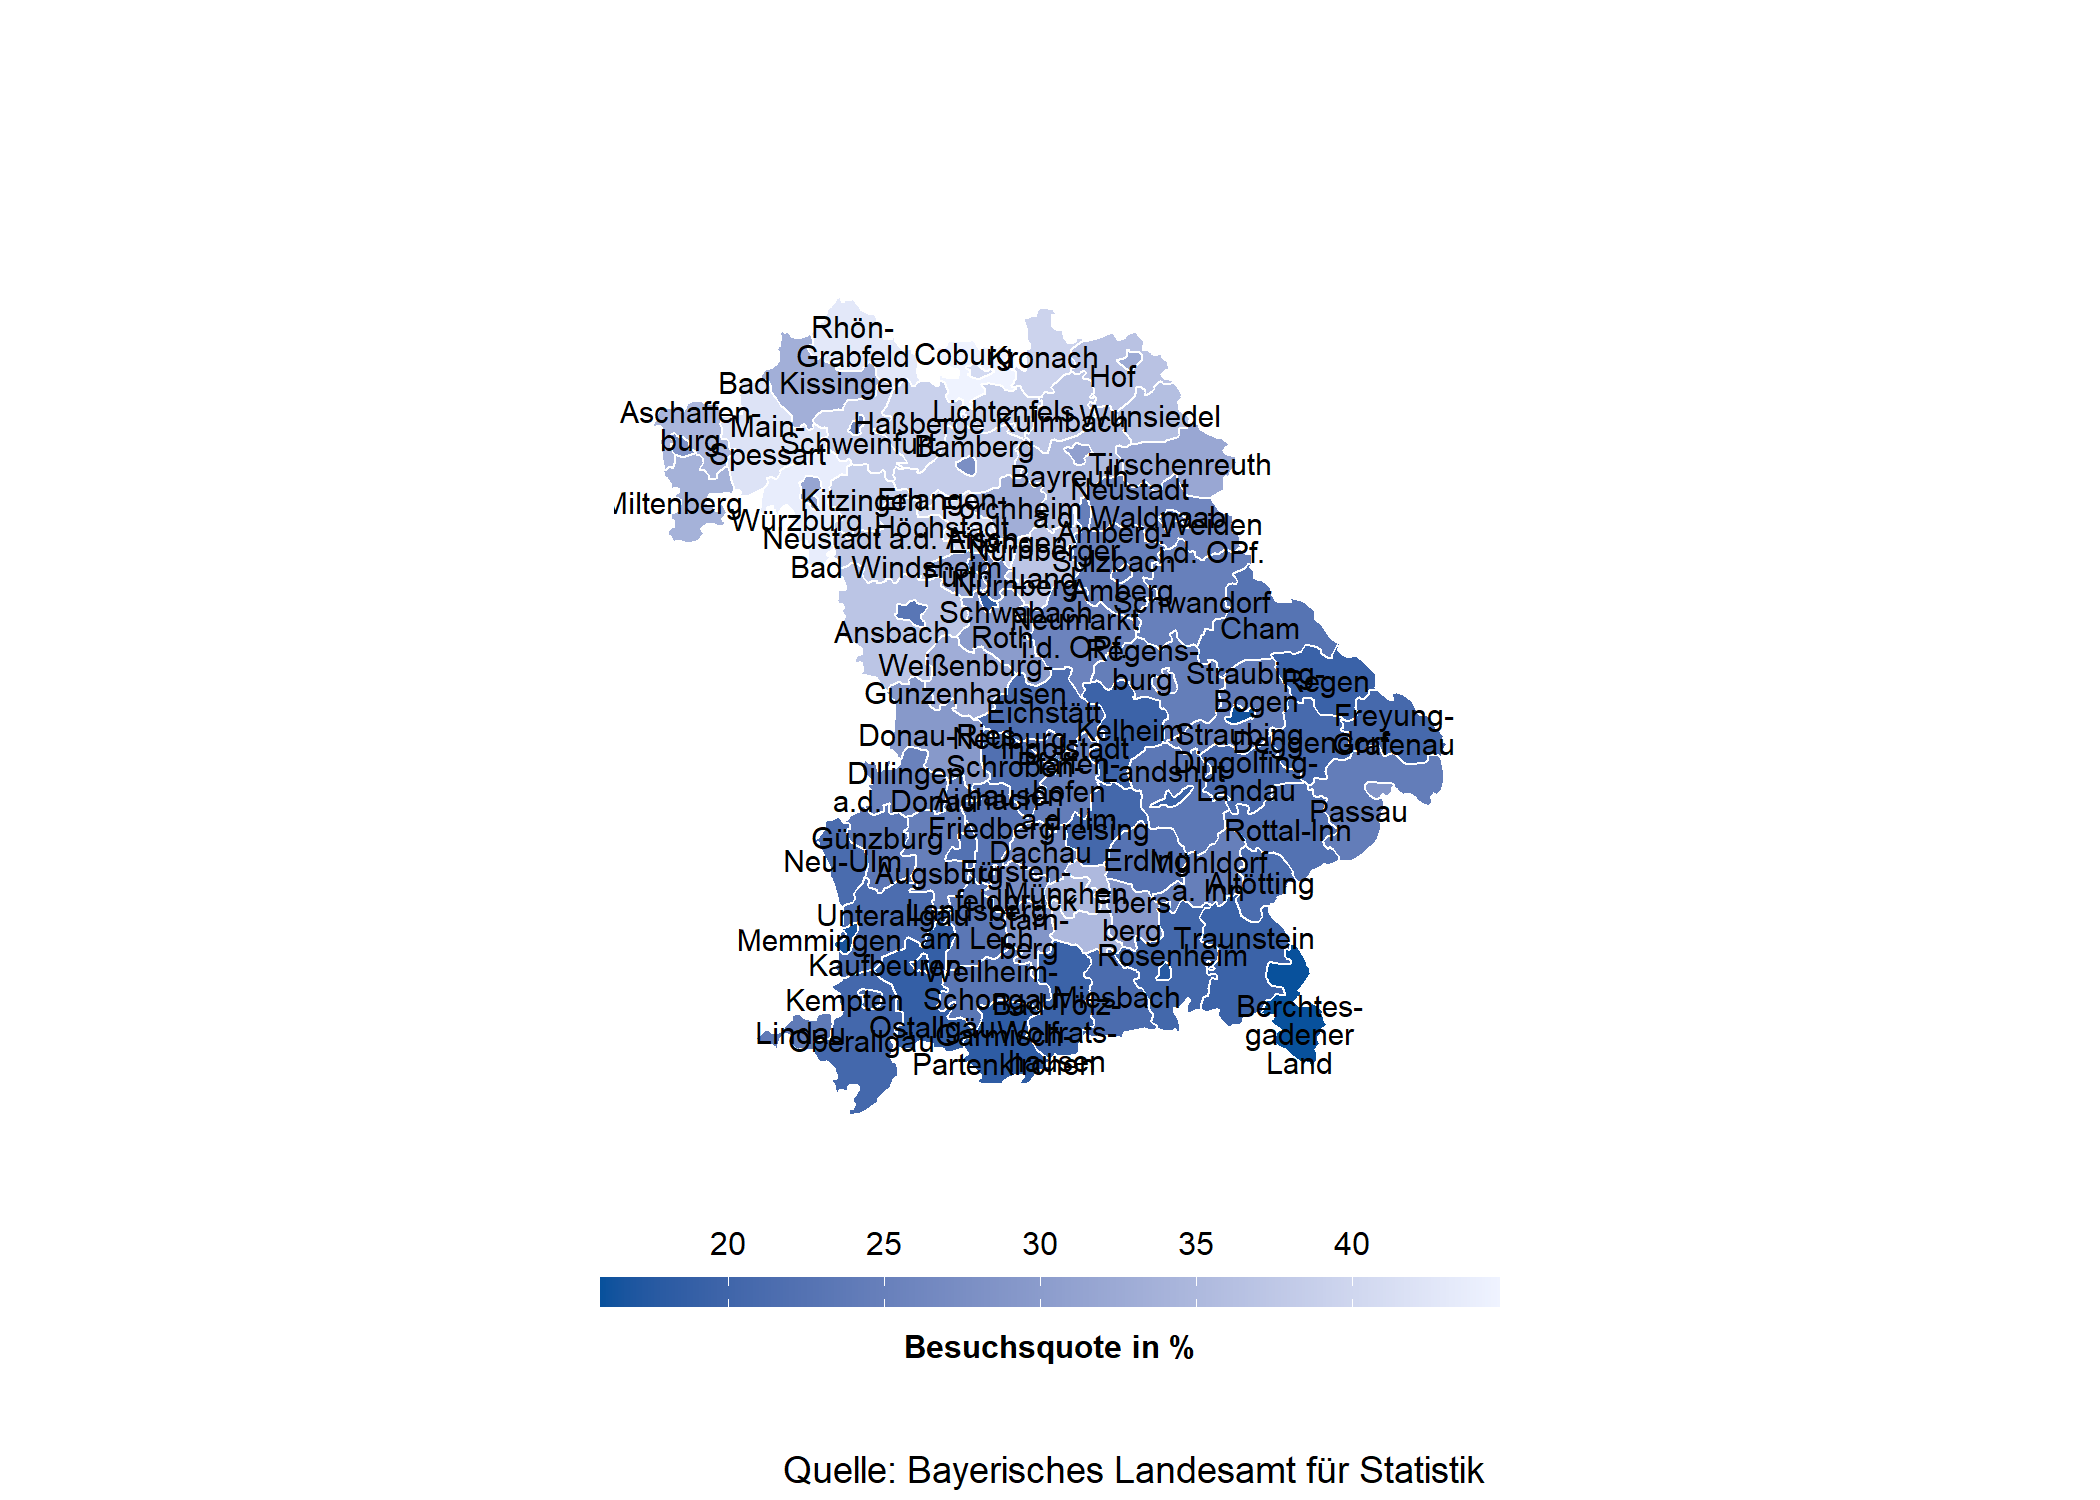 Rhön-
Grabfeld
Coburg
Kronach
Bad Kissingen
Hof
Aschaffen-
burg
Main-
Spessart
Lichtenfels
Haßberge
Kulmbach
Wunsiedel
Schweinfurt
Bamberg
Tirschenreuth
Bayreuth
Neustadt
a.d. Waldnaab
Miltenberg
Kitzingen
Erlangen-
Höchstadt
Forchheim
Würzburg
Weiden
i.d. OPf.
Amberg-
Sulzbach
Neustadt a.d. Aisch-
Bad Windsheim
Erlangen
Nürnberger
Land
Fürth
Nürnberg
Amberg
Schwandorf
Schwabach
Neumarkt
i.d. OPf.
Cham
Ansbach
Roth
Regens-
burg
Weißenburg-
Gunzenhausen
Straubing-
Bogen
Regen
Eichstätt
Freyung-
Grafenau
Kelheim
Donau-Ries
Neuburg-
Schroben-
hausen
Ingolstadt
Straubing
Deggendorf
Pfaffen-
hofen
a.d. Ilm
Dingolfing-
Landau
Landshut
Dillingen
a.d. Donau
Aichach-
Friedberg
Passau
Freising
Rottal-Inn
Günzburg
Dachau
Neu-Ulm
Erding
Mühldorf
a. Inn
Augsburg
Fürsten-
feldbruck
Altötting
München
Ebers
berg
Unterallgäu
Landsberg
am Lech
Starn-
berg
Memmingen
Traunstein
Rosenheim
Kaufbeuren
Weilheim-
Schongau
Kempten
Miesbach
Bad Tölz-
Wolfrats-
hausen
Berchtes-
gadener
Land
Lindau
Ostallgäu
Oberallgäu
Garmisch-
Partenkirchen
20 25 30 35 40
Besuchsquote in %
Quelle: Bayerisches Landesamt für Statistik